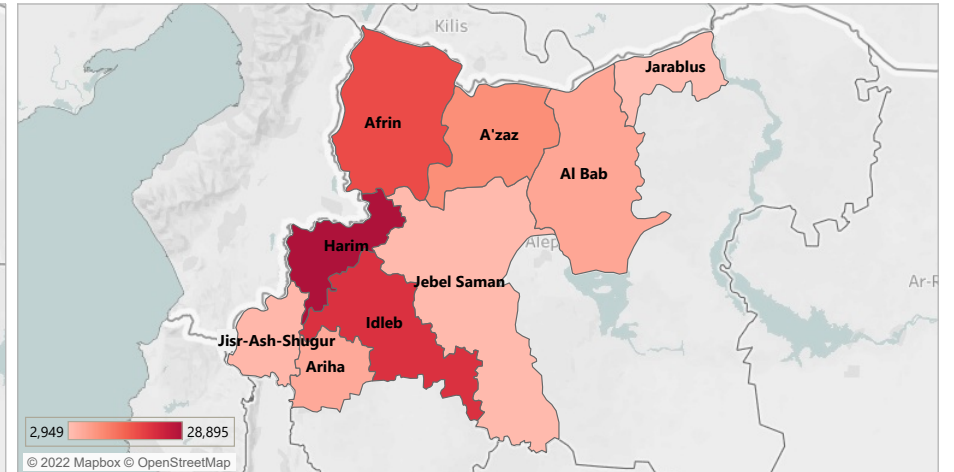 Kilis
Jarablus
Afrin
A'zaz
Al Bab
Harim
Alep
Jebel Saman
Ar-R
Idleb
Jisr-Ash-Shugur
Ariha
2,949
28,895
© 2022 Mapbox © OpenStreetMap